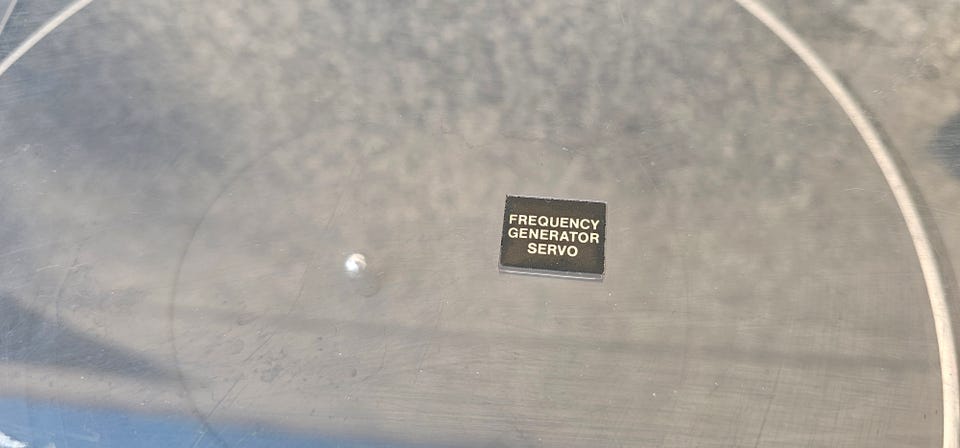 FREQUENCY
GENERATOR
SERVO